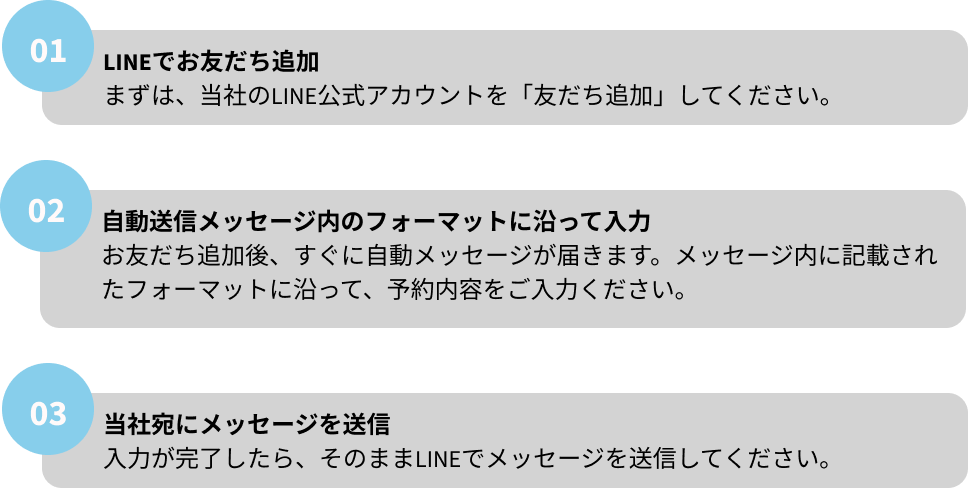 01
LINEでお友だち追加
まずは、当社のLINE公式アカウントを「友だち追加」してください。
02
自動送信メッセージ内のフォーマットに沿って入力
お友だち追加後、すぐに自動メッセージが届きます。メッセージ内に記載され
たフォーマットに沿って、予約内容をご入力ください。
03
当社宛にメッセージを送信
入力が完了したら、そのままLINEでメッセージを送信してください。